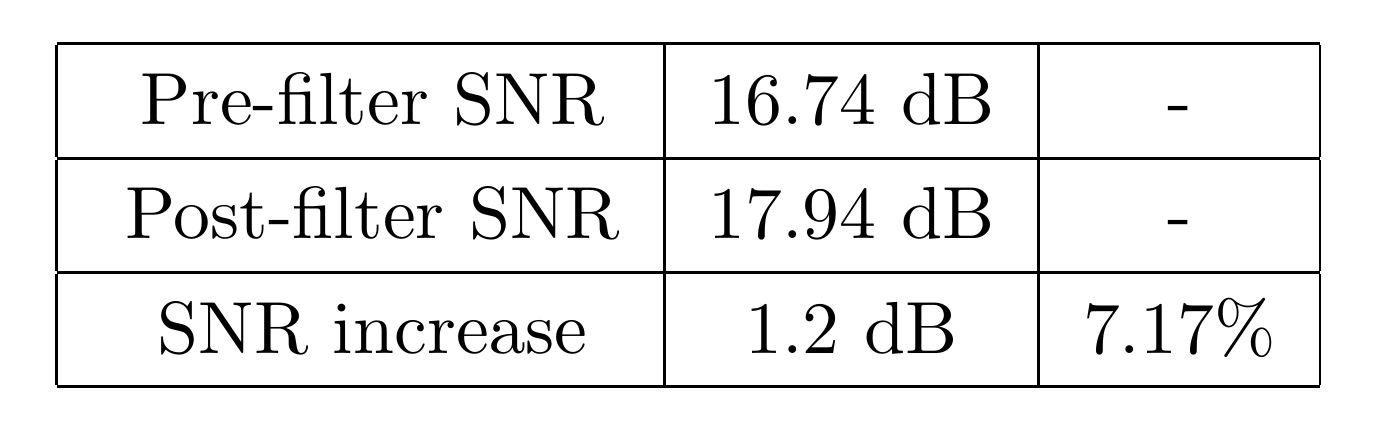 Pre-filter SNR 16.74 dB -
Post-filter SNR 17.94 dB -
SNR increase 1.2 dB 7.17%